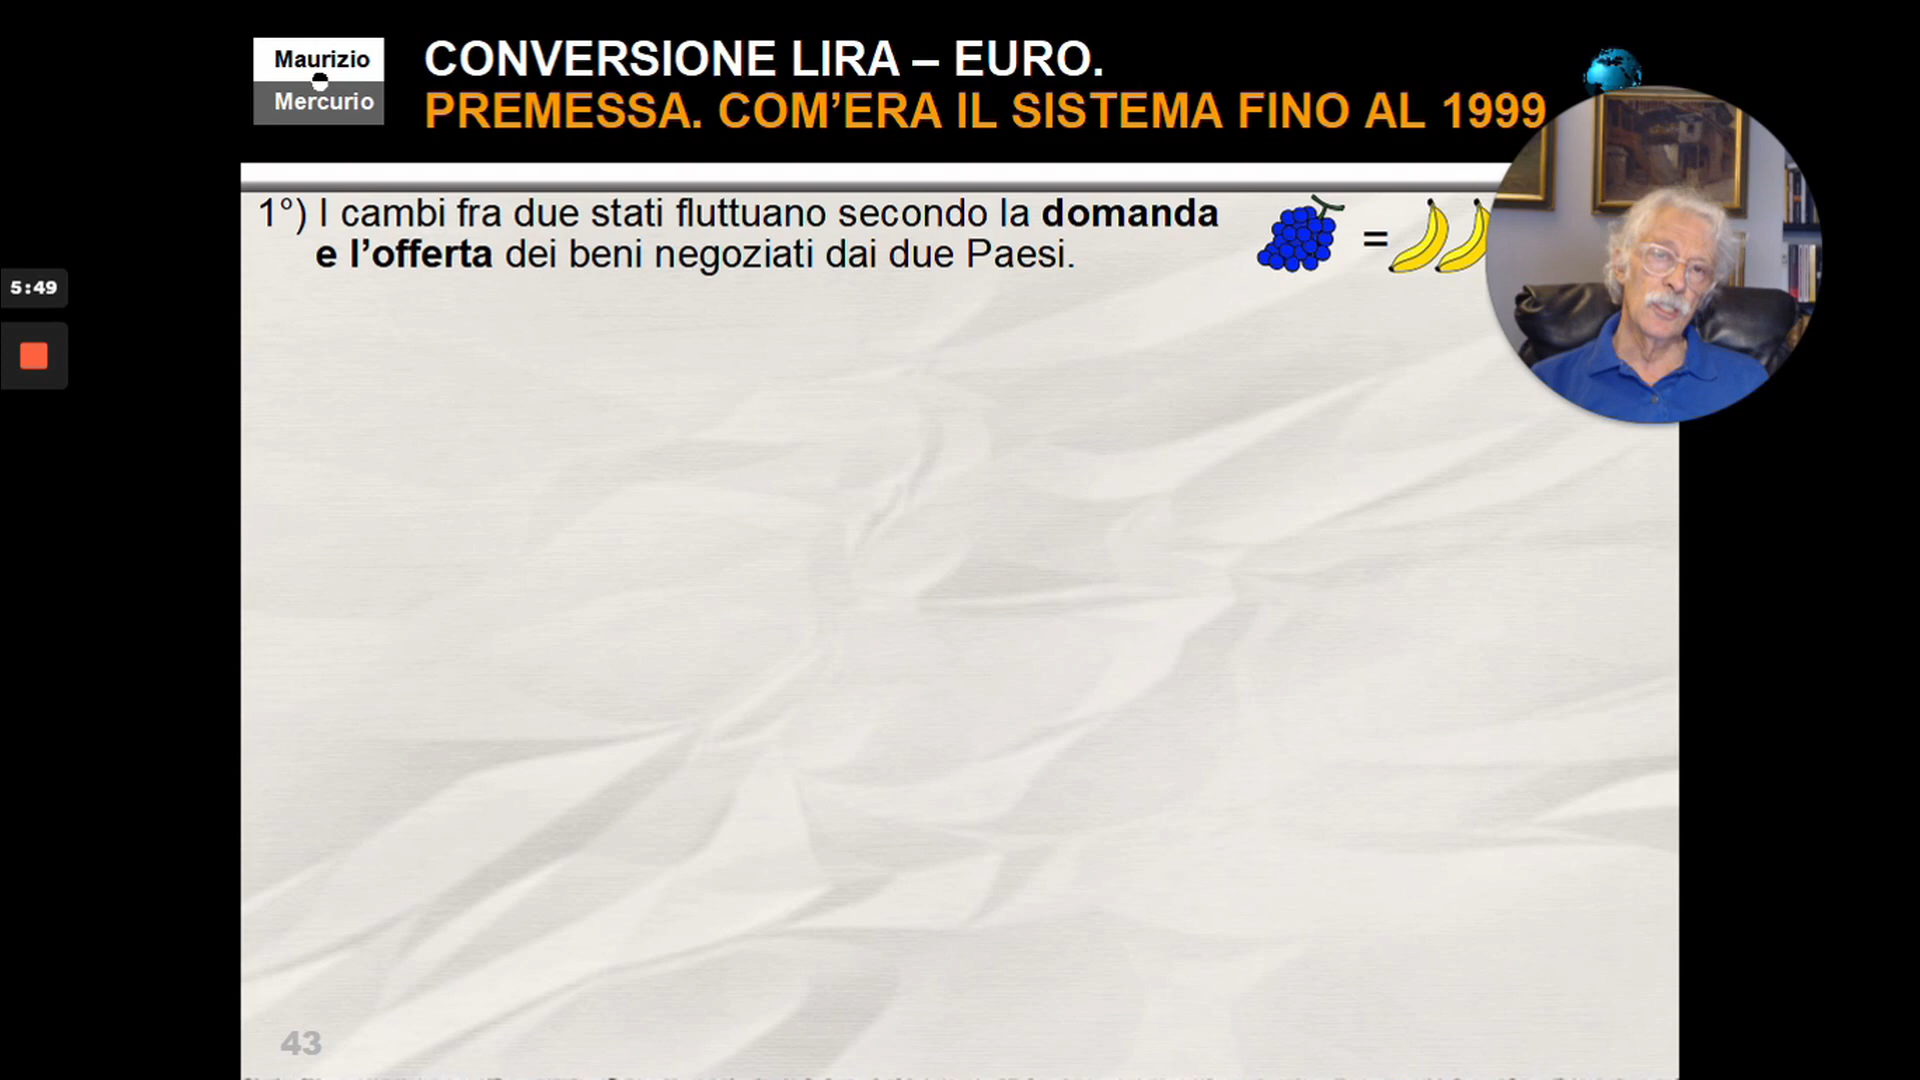 Maurizio
Mercurio
CONVERSIONE LIRA – EURO.
PREMESSA. COM’ERA IL SISTEMA FINO AL 1999
1°) I cambi fra due stati fluttuano secondo la domanda
e l’offerta dei beni negoziati dai due Paesi.
=
5:49
43